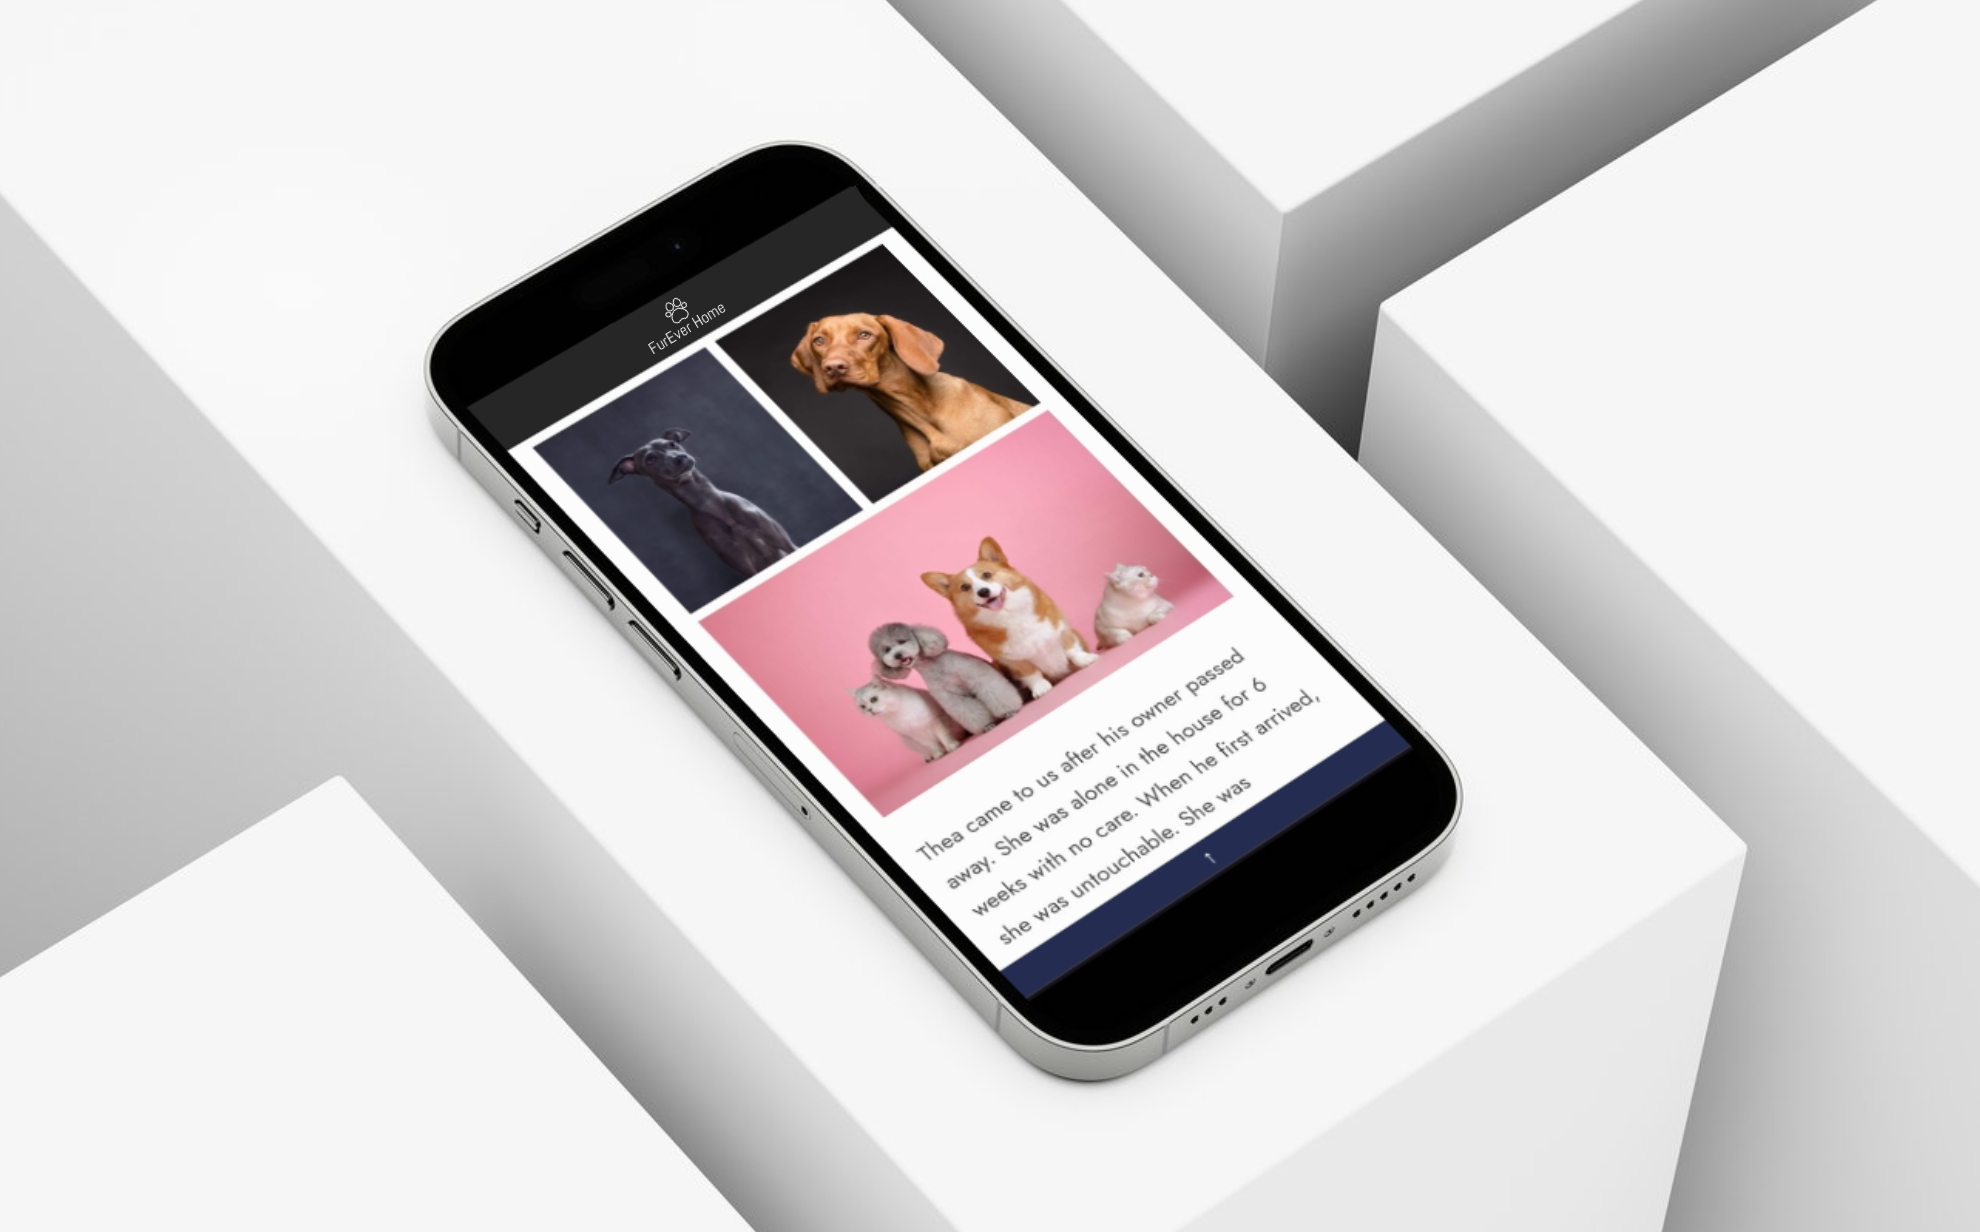 FurEver Home
Thea came to us after his owner passed
away. She was alone in the house for 6
weeks with no care. When he first arrived,
she was untouchable. She was
↑